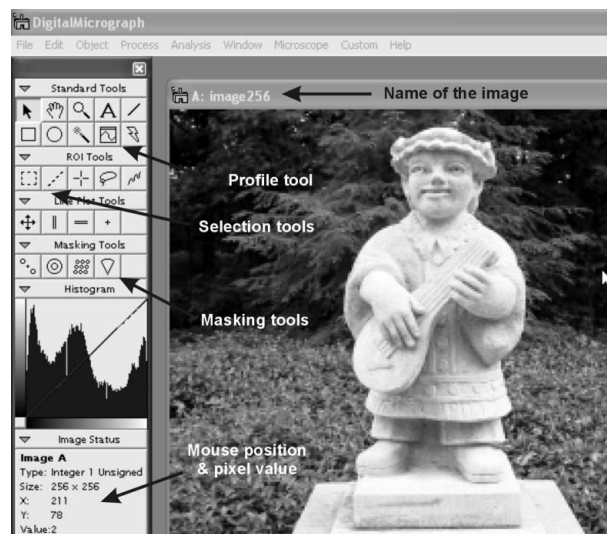 DigitalMicrograph
File Edit Object Process Analysis Window Microscope Custom Help
A: image256
Name of the image
Standard Tools
A
ROI Tools
Profile tool
Line Plot Tools
Selection tools
Masking Tools
Histogram
Masking tools
Image Status
Image A
Type: Integer 1 Unsigned
Size: 256 × 256
X: 211
Y: 78
Value:2
Mouse position
& pixel value